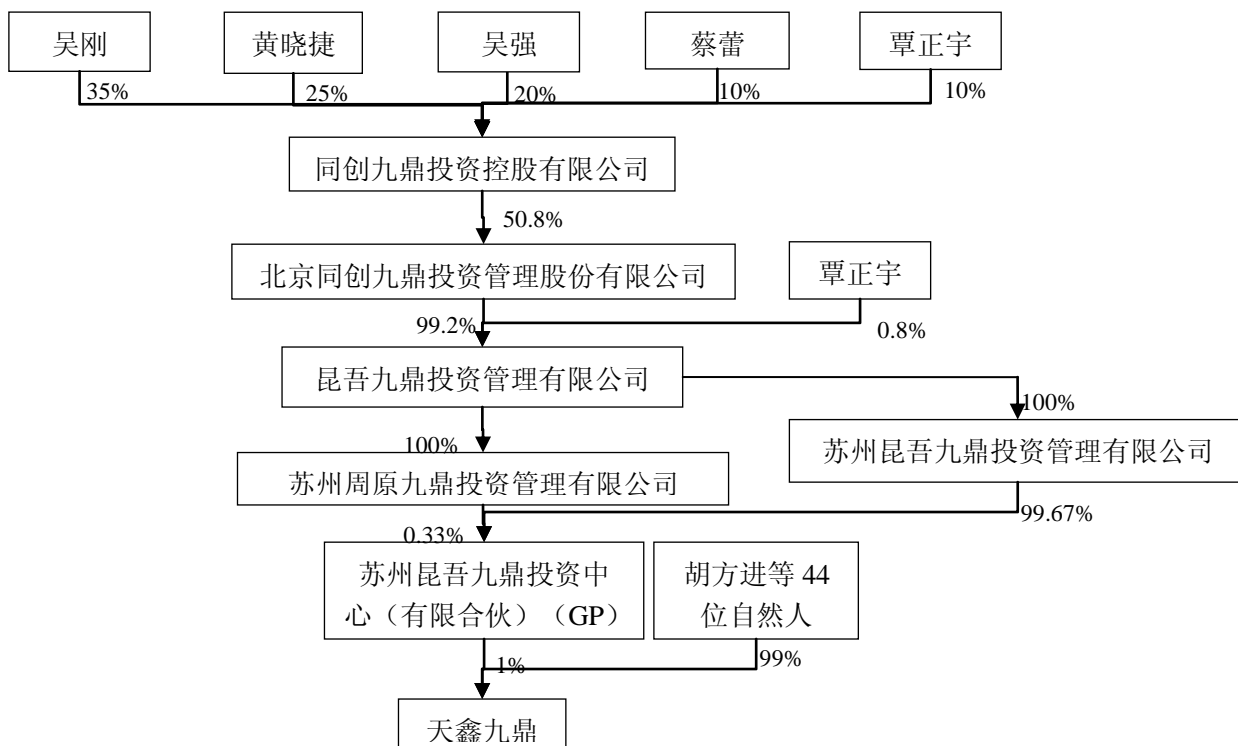 吴刚
黄晓捷
吴强
蔡蕾
覃正宇
35%
25%
20%
10%
10%
同创九鼎投资控股有限公司
50.8%
北京同创九鼎投资管理股份有限公司
覃正宇
99.2%
0.8%
昆吾九鼎投资管理有限公司
100%
100%
苏州昆吾九鼎投资管理有限公司
苏州周原九鼎投资管理有限公司
99.67%
0.33%
苏州昆吾九鼎投资中
心（有限合伙）（GP）
胡方进等 44
位自然人
1%
99%
天鑫九鼎